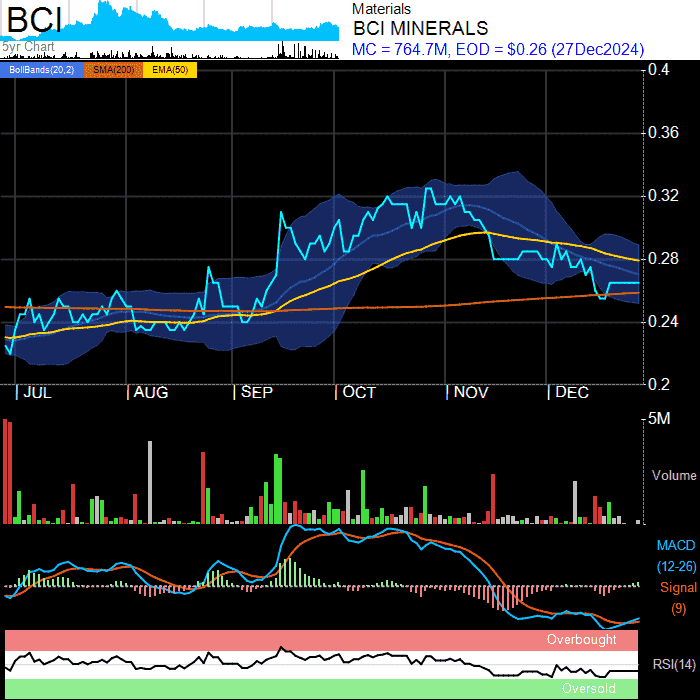 BCI
5yr Chart
Materials
BCI MINERALS
MC = 764.7M, EOD = $0.26 (27Dec2024)
BollBands(20,2) SMA(200) EMA(50)
0.4
0.36
0.32
0.28
0.24
0.2
JUL AUG SEP OCT NOV DEC
5M
Volume
MACD
(12-26)
Signal
(9)
Overbought
RSI(14)
Oversold